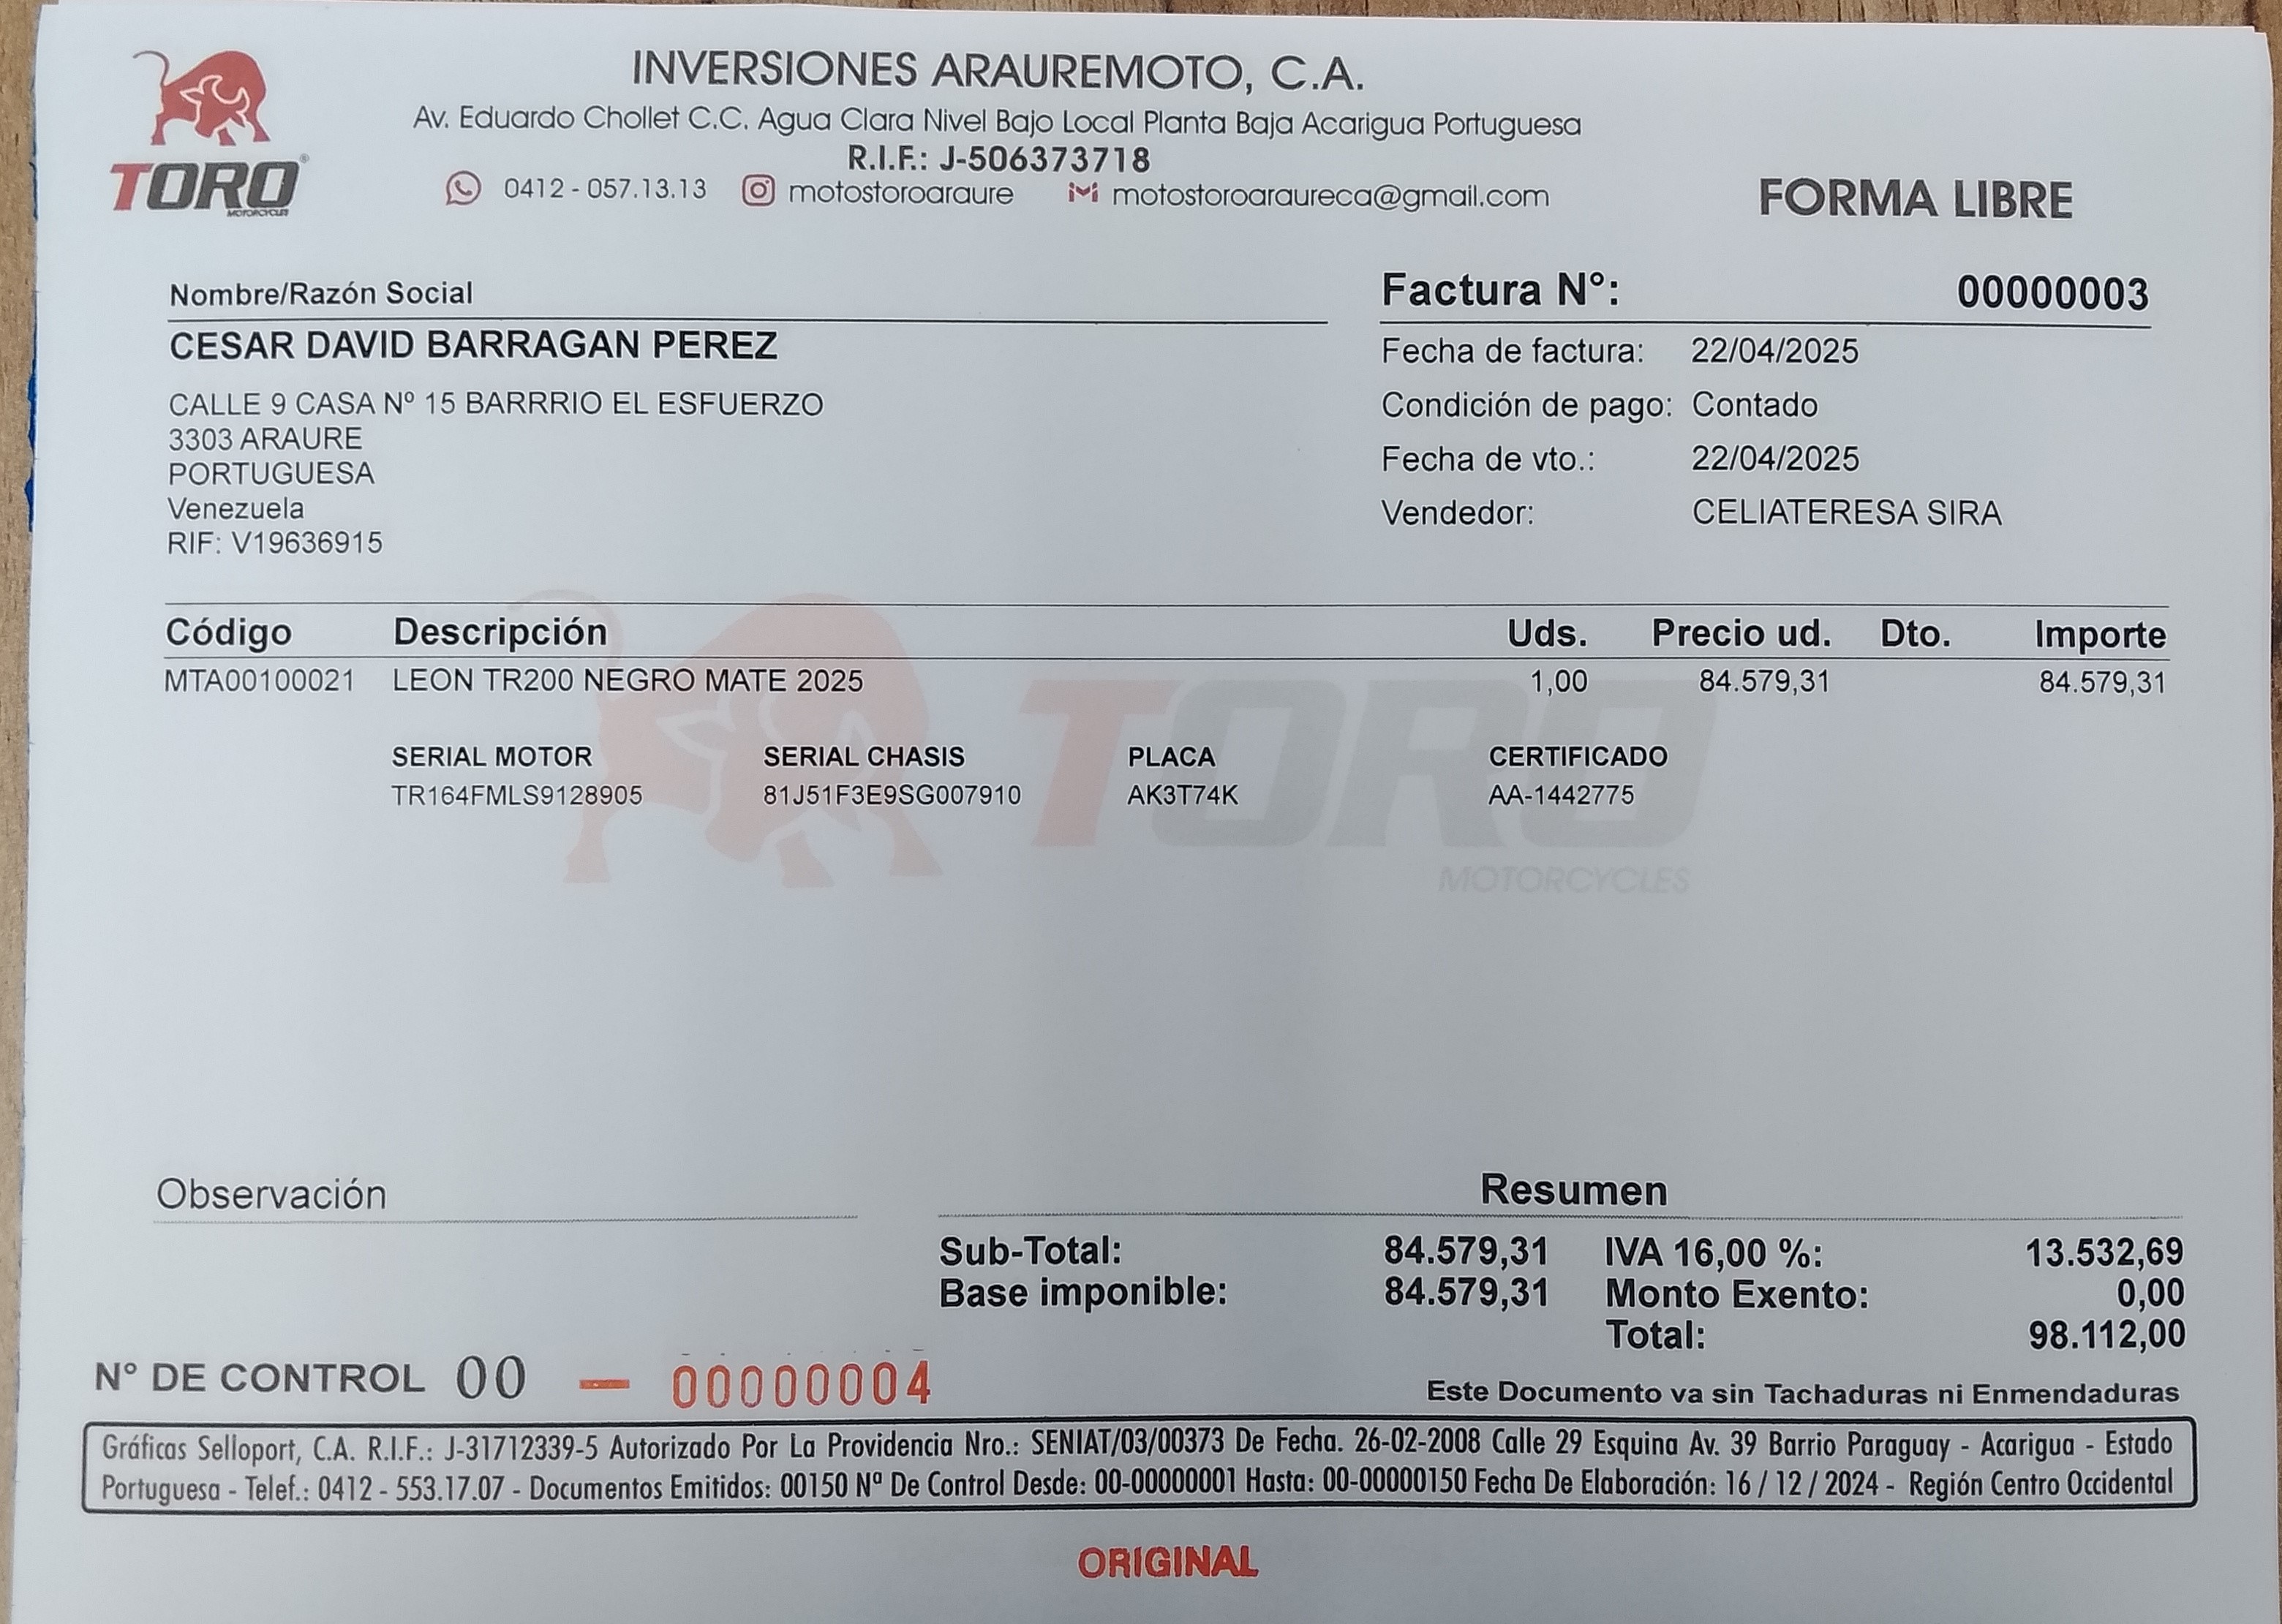 INVERSIONES ARAUREMOTO, C.A.
Av. Eduardo Chollet C.C. Agua Clara Nivel Bajo Local Planta Baja Acarigua Portuguesa
R.I.F.: J-506373718
0412 - 057.13.13 motostoroaraure motostoroaraureca@gmail.com
TORO®
MOTORCYCLES
FORMA LIBRE
Nombre/Razón Social
CESAR DAVID BARRAGAN PEREZ
CALLE 9 CASA Nº 15 BARRRIO EL ESFUERZO
3303 ARAURE
PORTUGUESA
Venezuela
RIF: V19636915
Factura N°: 00000003
Fecha de factura: 22/04/2025
Condición de pago: Contado
Fecha de vto.: 22/04/2025
Vendedor: CELIATERESA SIRA
Código Descripción Uds. Precio ud. Dto. Importe
MTA00100021 LEON TR200 NEGRO MATE 2025 1,00 84.579,31 84.579,31
SERIAL MOTOR SERIAL CHASIS PLACA CERTIFICADO
TR164FMLS9128905 81J51F3E9SG007910 AK3T74K AA-1442775
TORO
MOTORCYCLES
Observación
Resumen
Sub-Total: 84.579,31 IVA 16,00 %: 13.532,69
Base imponible: 84.579,31 Monto Exento: 0,00
Total: 98.112,00
N° DE CONTROL 00 – 00000004
Este Documento va sin Tachaduras ni Enmendaduras
Gráficas Selloport, C.A. R.I.F.: J-31712339-5 Autorizado Por La Providencia Nro.: SENIAT/03/00373 De Fecha. 26-02-2008 Calle 29 Esquina Av. 39 Barrio Paraguay - Acarigua - Estado
Portuguesa - Telef.: 0412 - 553.17.07 - Documentos Emitidos: 00150 Nª De Control Desde: 00-00000001 Hasta: 00-00000150 Fecha De Elaboración: 16 / 12 / 2024 - Región Centro Occidental
ORIGINAL